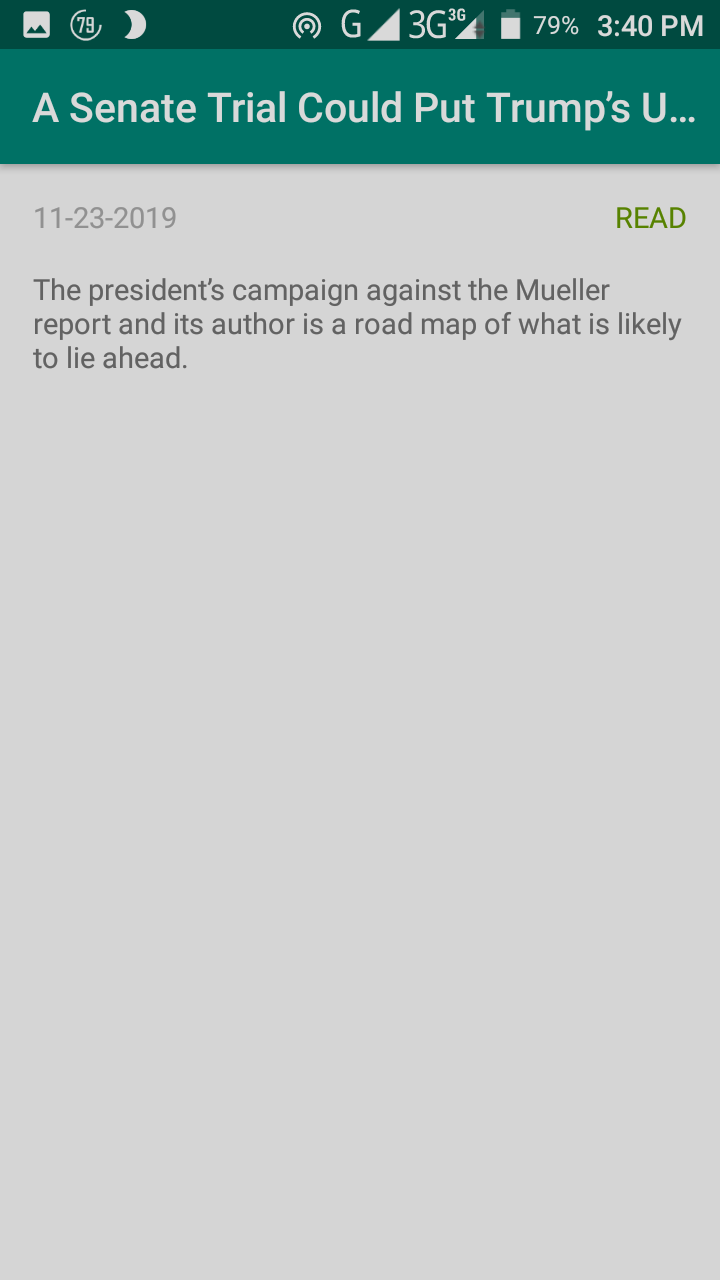 79 G 3G 3G 79% 3:40 PM
A Senate Trial Could Put Trump’s U...
11-23-2019 READ
The president’s campaign against the Mueller
report and its author is a road map of what is likely
to lie ahead.